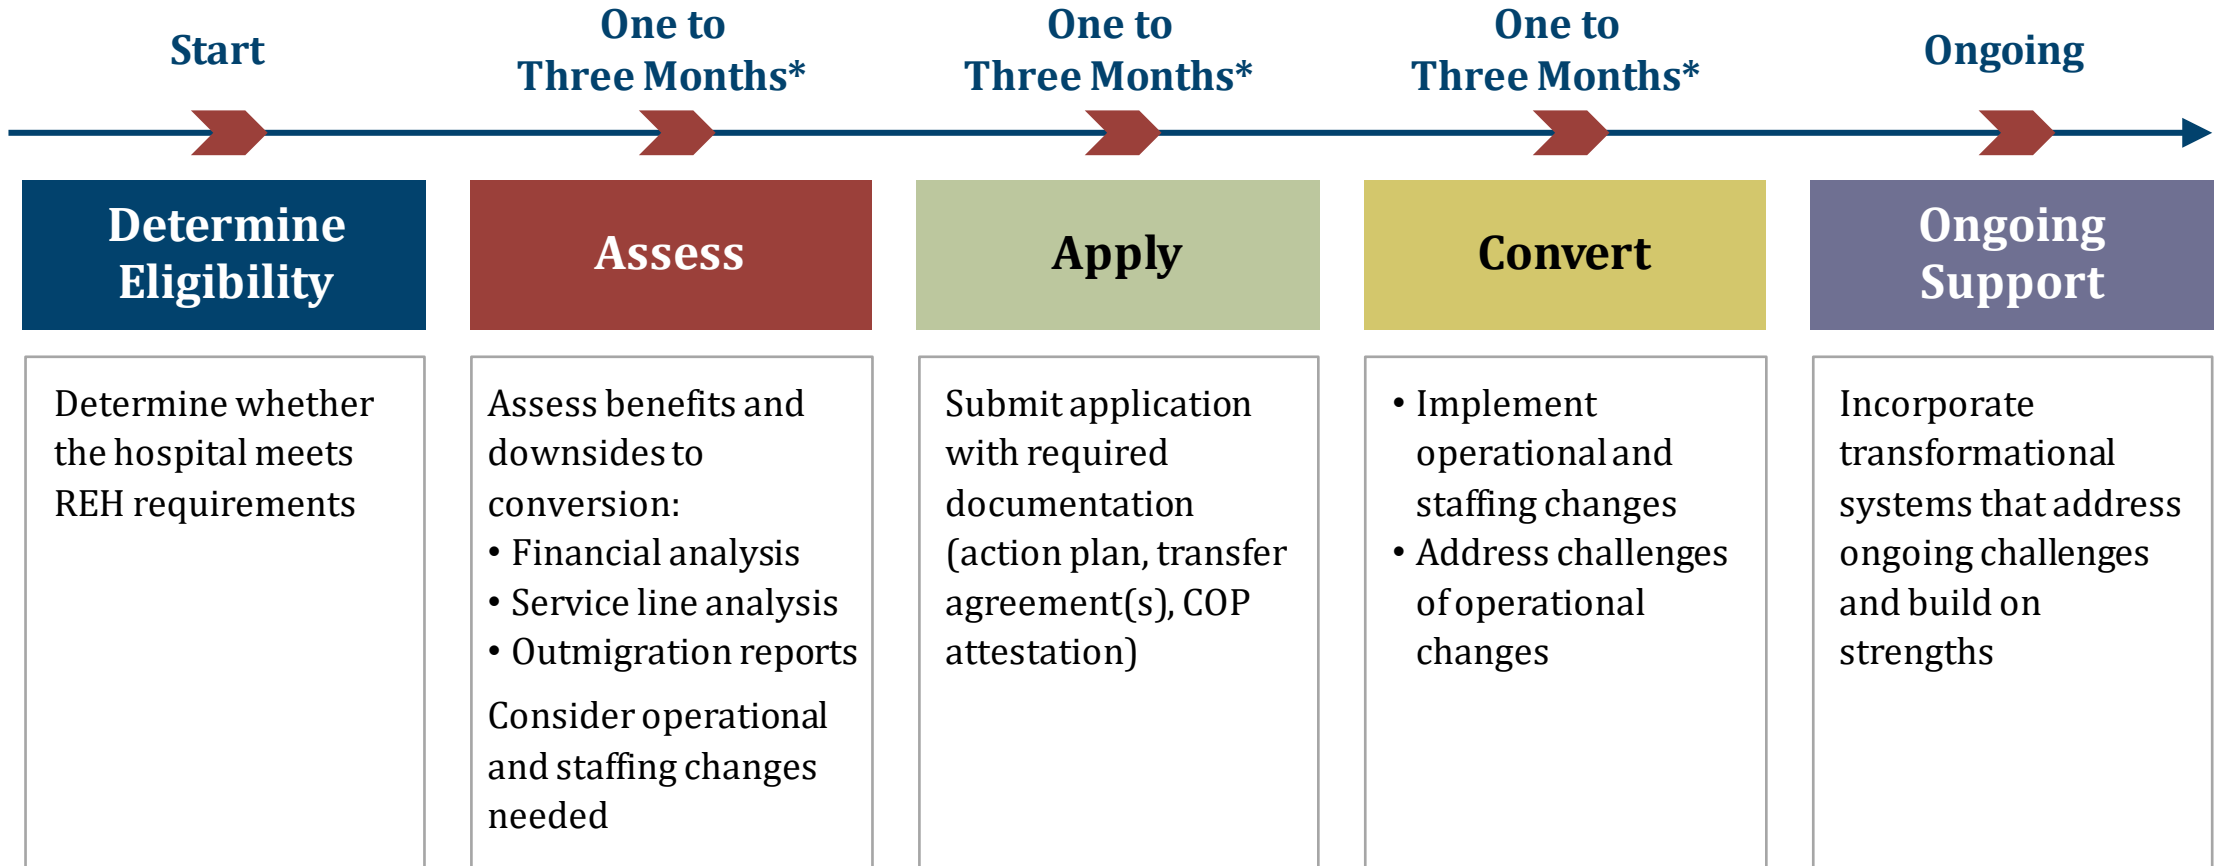 Start
One to
Three Months*
One to
Three Months*
One to
Three Months*
Ongoing
Determine
Eligibility
Assess
Apply
Convert
Ongoing
Support
Determine whether
the hospital meets
REH requirements
Assess benefits and
downsides to
conversion:
• Financial analysis
• Service line analysis
• Outmigration reports
Consider operational
and staffing changes
needed
Submit application
with required
documentation
(action plan, transfer
agreement(s), COP
attestation)
• Implement
operational and
staffing changes
• Address challenges
of operational
changes
Incorporate
transformational
systems that address
ongoing challenges
and build on
strengths